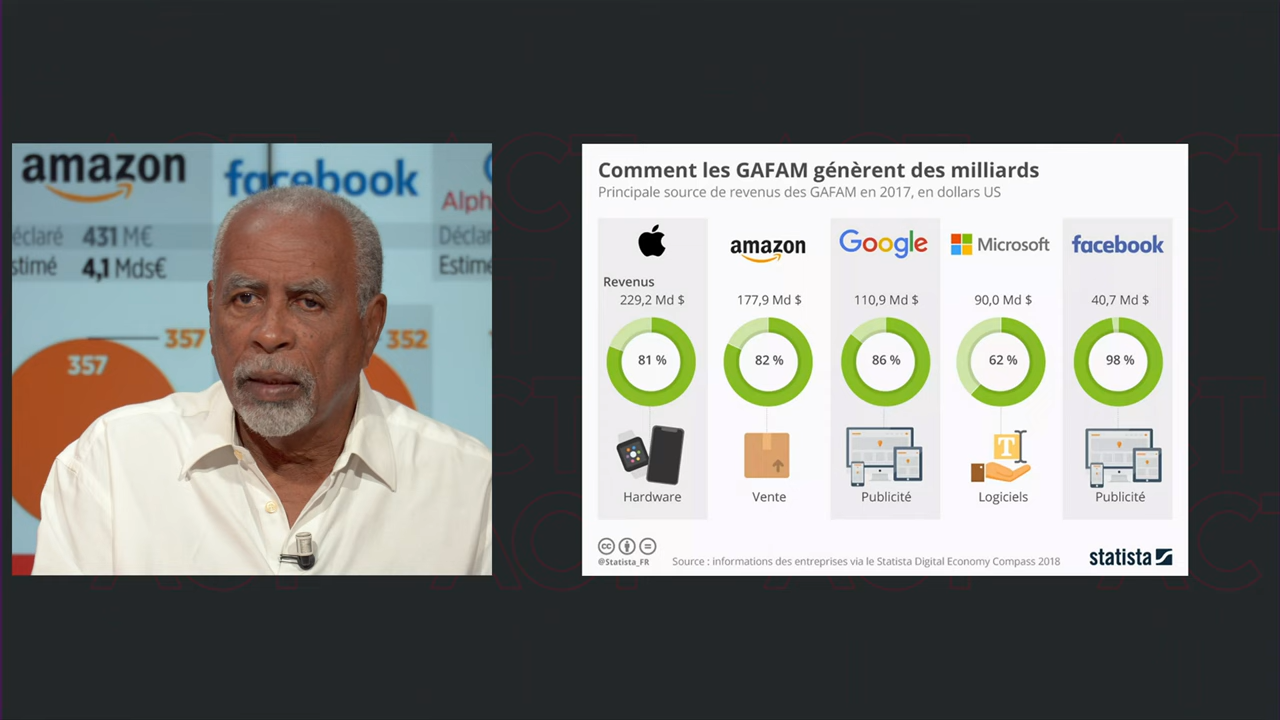 amazon
facebook
Alph
éclaré 431 M€
stimé 4,1 Mds€
Déclar
Estimé
357
357
352
Comment les GAFAM génèrent des milliards
Principale source de revenus des GAFAM en 2017, en dollars US
amazon
Google
Microsoft
facebook
Revenus
229,2 Md $ 177,9 Md $ 110,9 Md $ 90,0 Md $ 40,7 Md $
81 % 82 % 86 % 62 % 98 %
T
Hardware Vente Publicité Logiciels Publicité
cc
@Statista_FR
Source : informations des entreprises via le Statista Digital Economy Compass 2018
statista